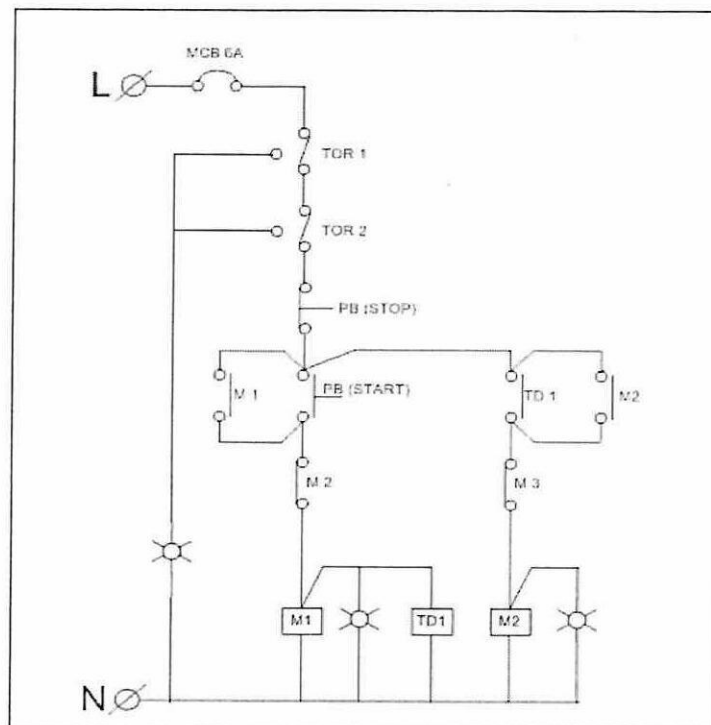 MCB 6A
L
TOR 1
TOR 2
PB (STOP)
M 1
PB (START)
TD 1
M2
M 2
M 3
M1
TD1
M2
N